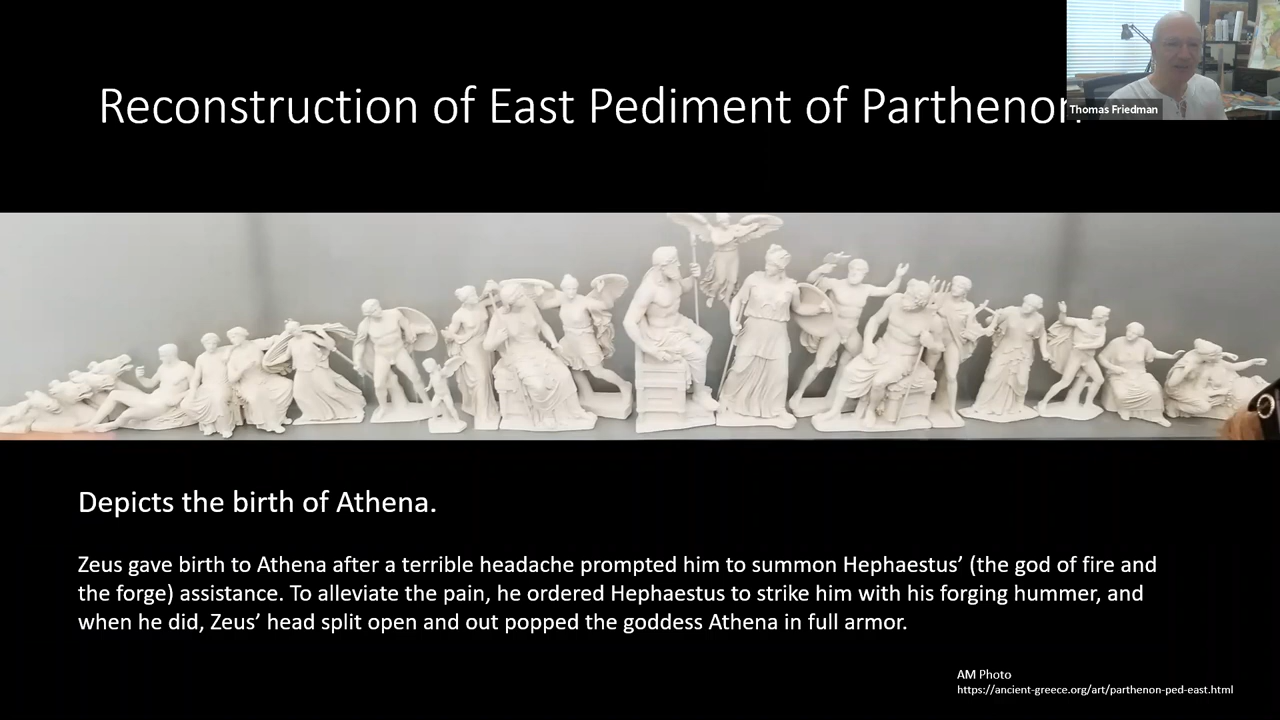 Reconstruction of East Pediment of Parthenon
Thomas Friedman
Depicts the birth of Athena.
Zeus gave birth to Athena after a terrible headache prompted him to summon Hephaestus’ (the god of fire and
the forge) assistance. To alleviate the pain, he ordered Hephaestus to strike him with his forging hummer, and
when he did, Zeus’ head split open and out popped the goddess Athena in full armor.
AM Photo
https://ancient-greece.org/art/parthenon-ped-east.html